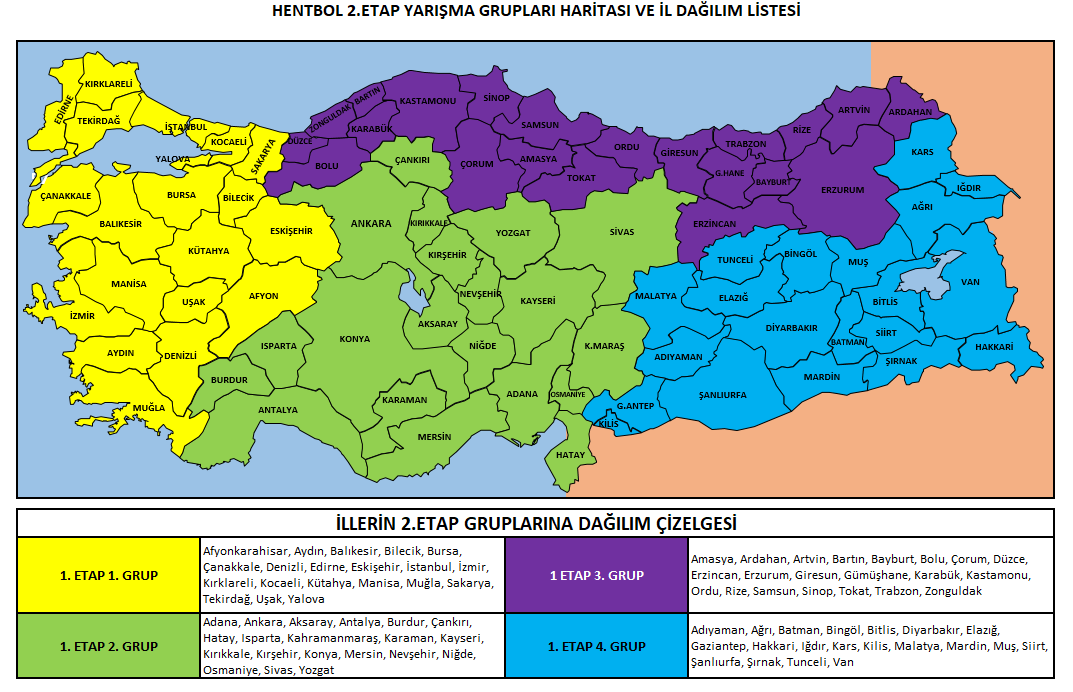 HENTBOL 2.ETAP YARIŞMA GRUPLARI HARİTASI VE İL DAĞILIM LİSTESİ
KIRKLARELİ
EDİRNE
TEKİRDAĞ
İSTANBUL
KOCAELİ
YALOVA
SAKARYA
ÇANAKKALE
BURSA
BİLECİK
BALIKESİR
ESKİŞEHİR
KÜTAHYA
MANİSA
UŞAK
AFYON
İZMİR
AYDIN
DENİZLİ
MUĞLA
DÜZCE
ZONGULDAK
BARTIN
KARABÜK
BOLU
KASTAMONU
SİNOP
SAMSUN
ÇORUM
AMASYA
TOKAT
ORDU
GİRESUN
TRABZON
G.HANE
BAYBURT
RİZE
ARTVİN
ARDAHAN
ERZURUM
ERZİNCAN
ÇANKIRI
ANKARA
KIRIKKALE
YOZGAT
SİVAS
KIRŞEHİR
NEVŞEHİR
KAYSERİ
AKSARAY
NİĞDE
KONYA
ISPARTA
BURDUR
ANTALYA
KARAMAN
MERSİN
ADANA
OSMANİYE
K.MARAŞ
HATAY
KARS
IĞDIR
AĞRI
TUNCELİ
BİNGÖL
MUŞ
VAN
MALATYA
ELAZIĞ
BİTLİS
DİYARBAKIR
BATMAN
SİİRT
HAKKARİ
ŞIRNAK
MARDİN
ADIYAMAN
ŞANLIURFA
G.ANTEP
KİLİS
İLLERİN 2.ETAP GRUPLARINA DAĞILIM ÇİZELGESİ
1. ETAP 1. GRUP
Afyonkarahisar, Aydın, Balıkesir, Bilecik, Bursa,
Çanakkale, Denizli, Edirne, Eskişehir, İstanbul, İzmir,
Kırklareli, Kocaeli, Kütahya, Manisa, Muğla, Sakarya,
Tekirdağ, Uşak, Yalova
1 ETAP 3. GRUP
Amasya, Ardahan, Artvin, Bartın, Bayburt, Bolu, Çorum, Düzce,
Erzincan, Erzurum, Giresun, Gümüşhane, Karabük, Kastamonu,
Ordu, Rize, Samsun, Sinop, Tokat, Trabzon, Zonguldak
1. ETAP 2. GRUP
Adana, Ankara, Aksaray, Antalya, Burdur, Çankırı,
Hatay, Isparta, Kahramanmaraş, Karaman, Kayseri,
Kırıkkale, Kırşehir, Konya, Mersin, Nevşehir, Niğde,
Osmaniye, Sivas, Yozgat
1. ETAP 4. GRUP
Adıyaman, Ağrı, Batman, Bingöl, Bitlis, Diyarbakır, Elazığ,
Gaziantep, Hakkari, Iğdır, Kars, Kilis, Malatya, Mardin, Muş, Siirt,
Şanlıurfa, Şırnak, Tunceli, Van